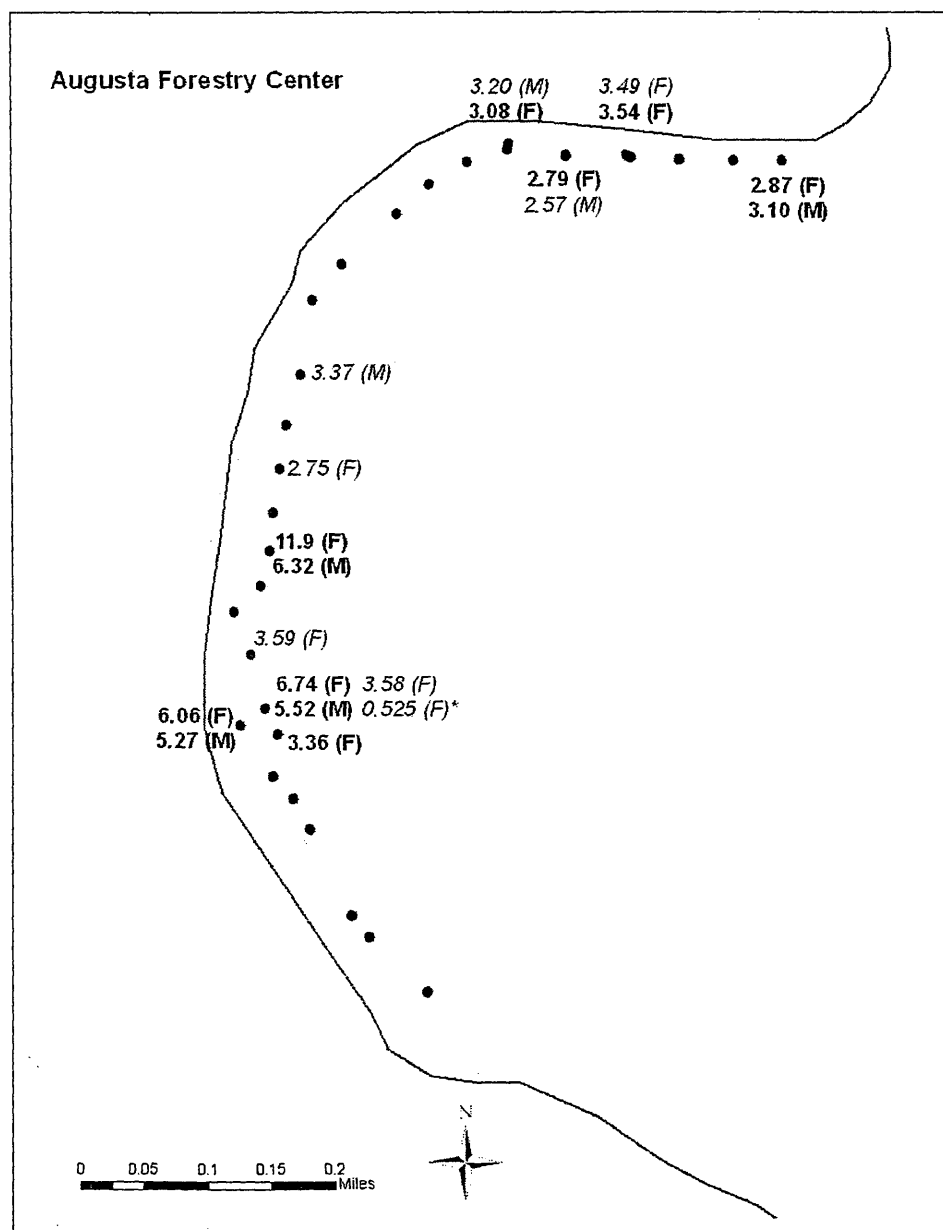 Augusta Forestry Center
3.20 (M)
3.08 (F)
3.49 (F)
3.54 (F)
2.79 (F)
2.57 (M)
2.87 (F)
3.10 (M)
3.37 (M)
2.75 (F)
11.9 (F)
6.32 (M)
3.59 (F)
6.74 (F) 3.58 (F)
5.52 (M) 0.525 (F)*
6.06 (F)
5.27 (M)
3.36 (F)
N
0 0.05 0.1 0.15 0.2
Miles